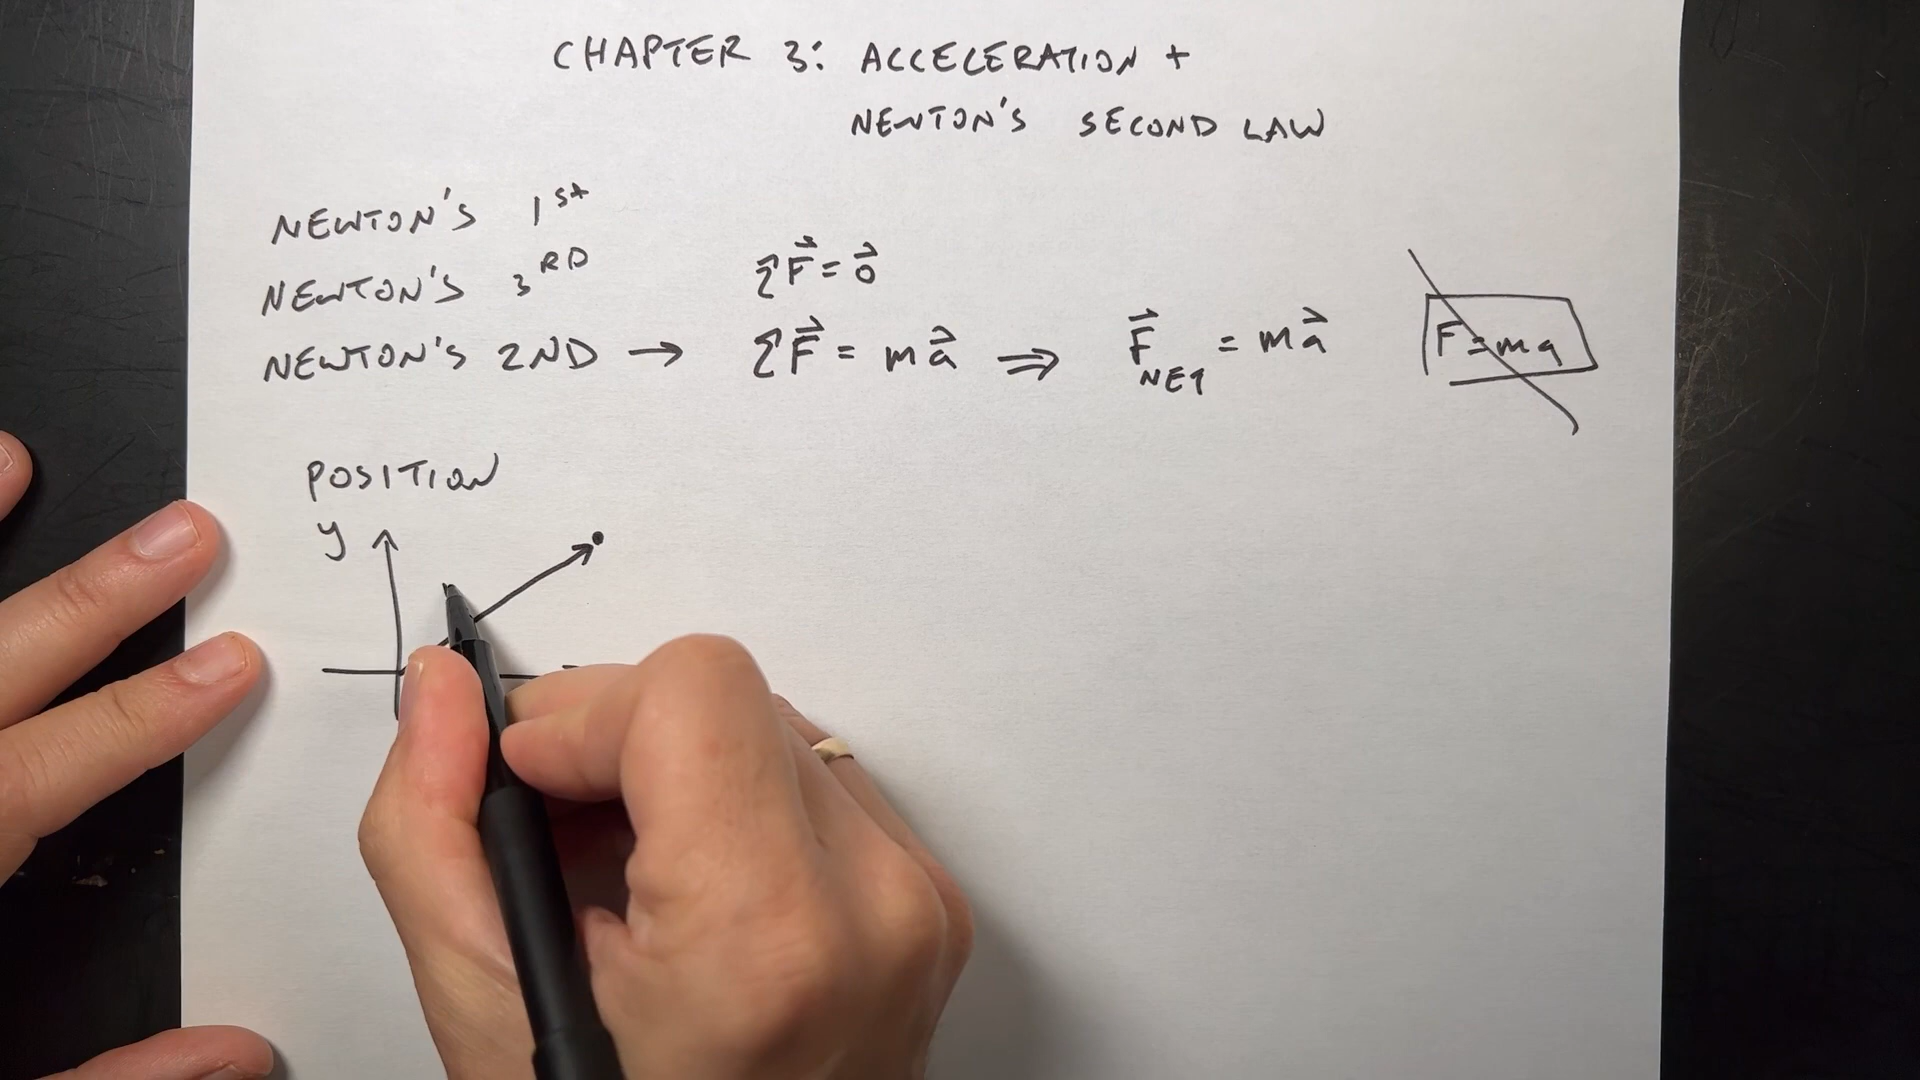 CHAPTER 3: ACCELERATION +
NEWTON'S SECOND LAW
NEWTON'S 1ST
NEWTON'S 3RD
ΣF⃗ = 0⃗
NEWTON'S 2ND → ΣF⃗ = ma⃗ ⇒ F⃗NET = ma⃗
F=ma
POSITION
y